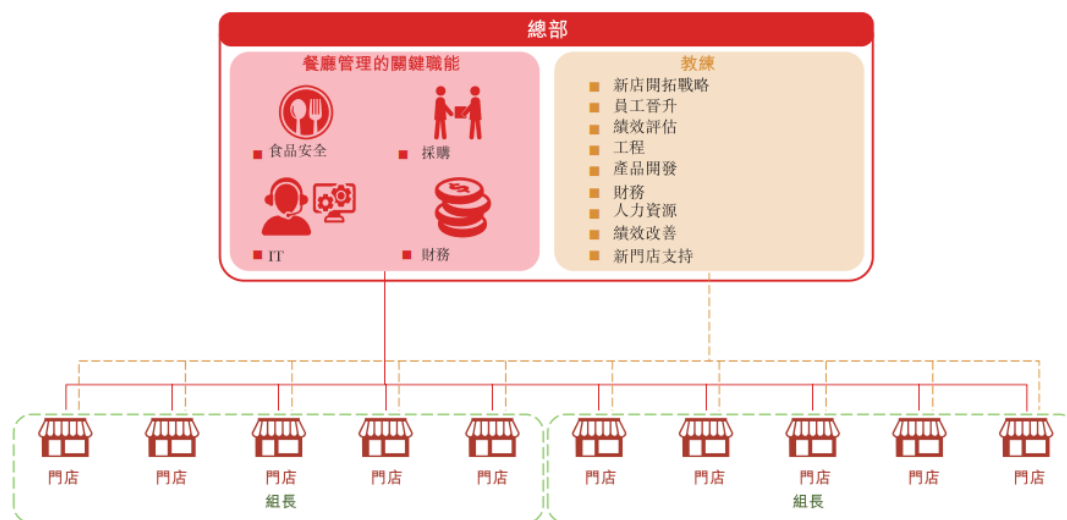 總部
餐廳管理的關鍵職能
食品安全
採購
IT
財務
教練
新店開拓戰略
員工晉升
績效評估
工程
產品開發
財務
人力資源
績效改善
新門店支持
門店 門店 門店 門店 門店 門店 門店 門店 門店 門店
組長 組長